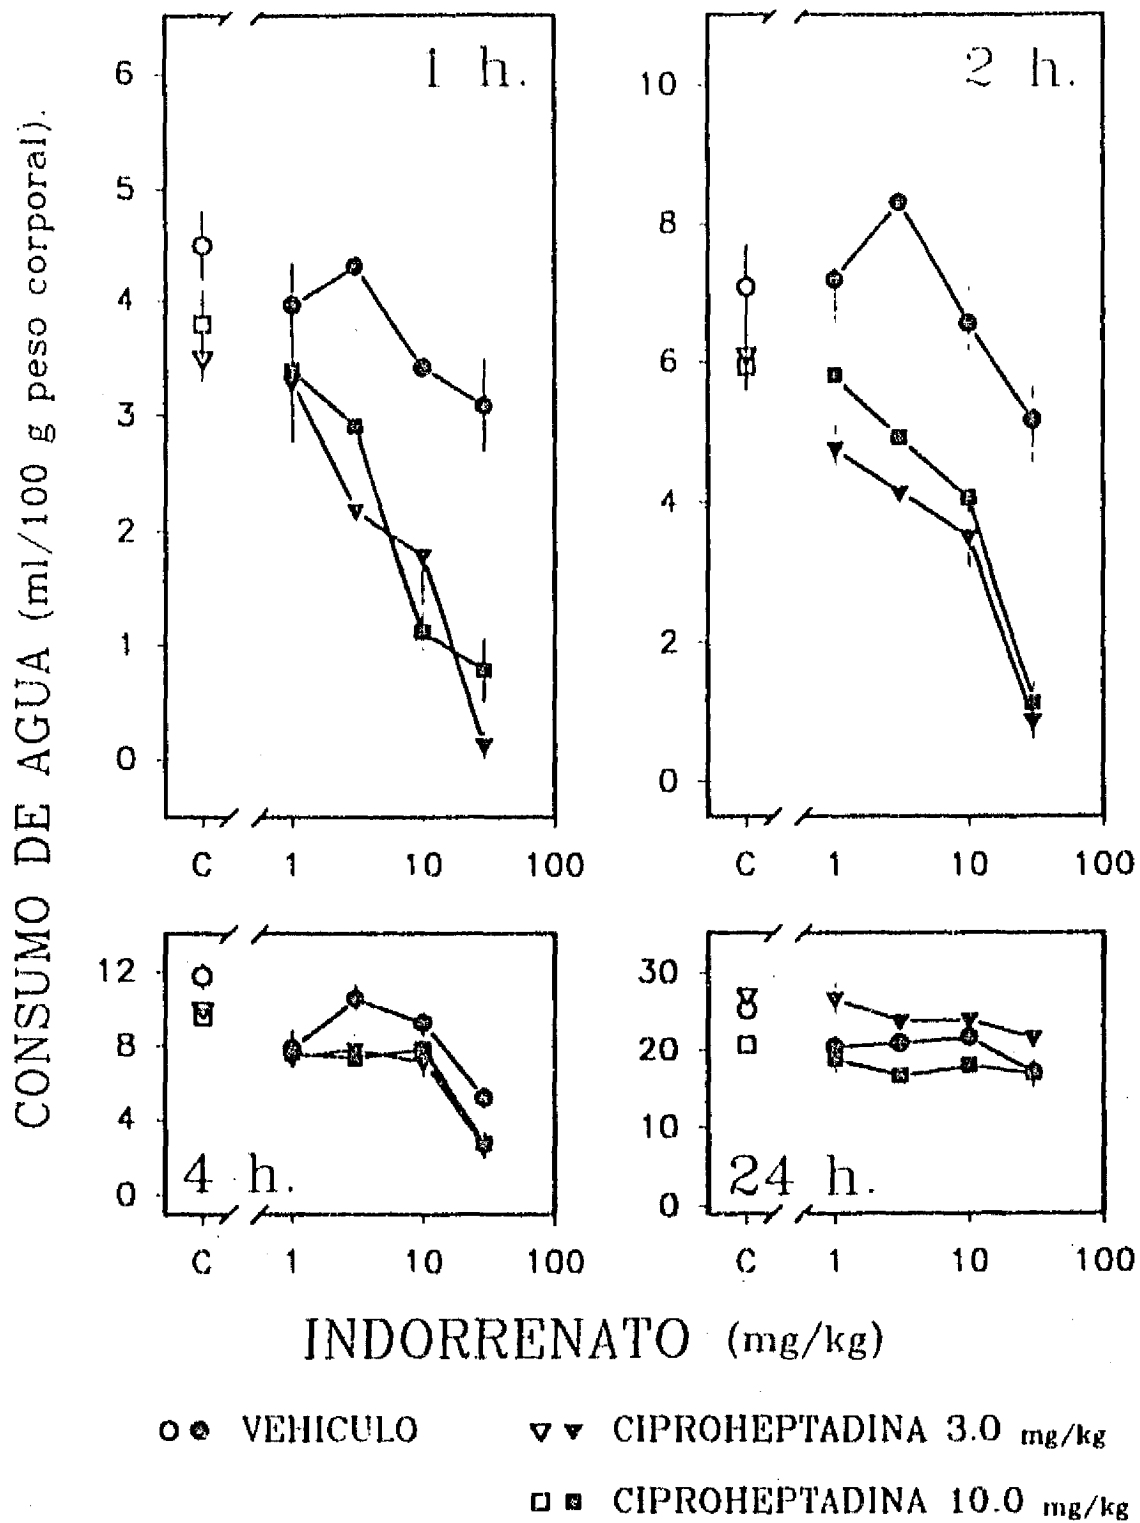 CONSUMO DE AGUA (ml/100 g peso corporal).
1 h.
6
5
4
3
2
1
0
C 1 10 100
2 h.
10
8
6
4
2
0
C 1 10 100
4 h.
12
8
4
0
C 1 10 100
24 h.
30
20
10
0
C 1 10 100
INDORRENATO (mg/kg)
VEHICULO
CIPROHEPTADINA 3.0 mg/kg
CIPROHEPTADINA 10.0 mg/kg